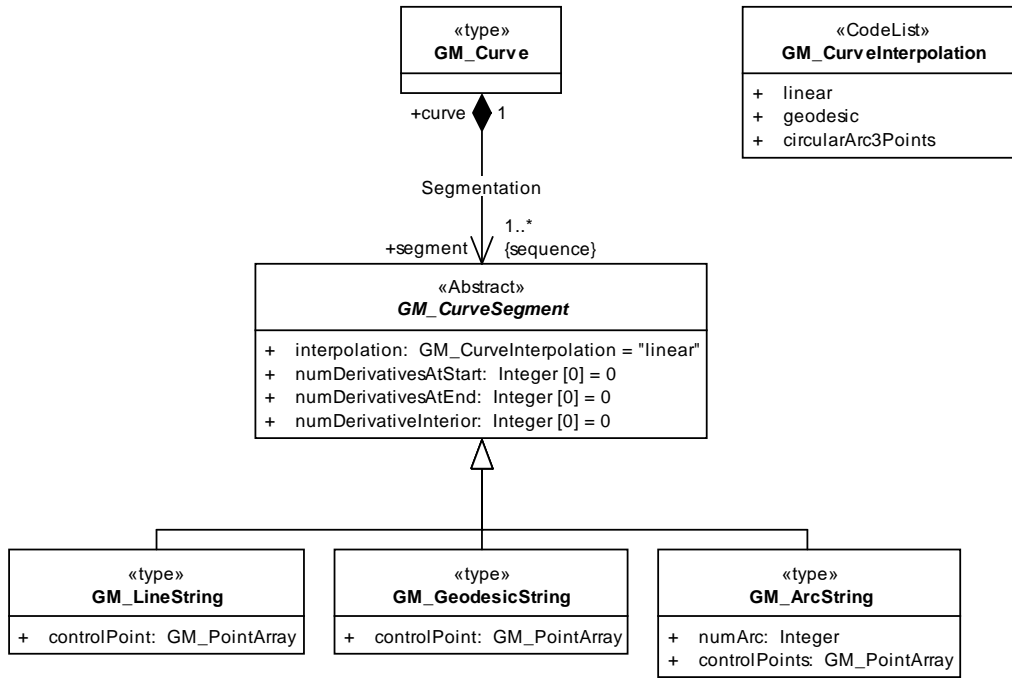 «type»
GM_Curve
«CodeList»
GM_CurveInterpolation
+ linear
+ geodesic
+ circularArc3Points
+curve 1
Segmentation
1..*
+segment {sequence}
«Abstract»
GM_CurveSegment
+ interpolation: GM_CurveInterpolation = "linear"
+ numDerivativesAtStart: Integer [0] = 0
+ numDerivativesAtEnd: Integer [0] = 0
+ numDerivativeInterior: Integer [0] = 0
«type»
GM_LineString
+ controlPoint: GM_PointArray
«type»
GM_GeodesicString
+ controlPoint: GM_PointArray
«type»
GM_ArcString
+ numArc: Integer
+ controlPoints: GM_PointArray